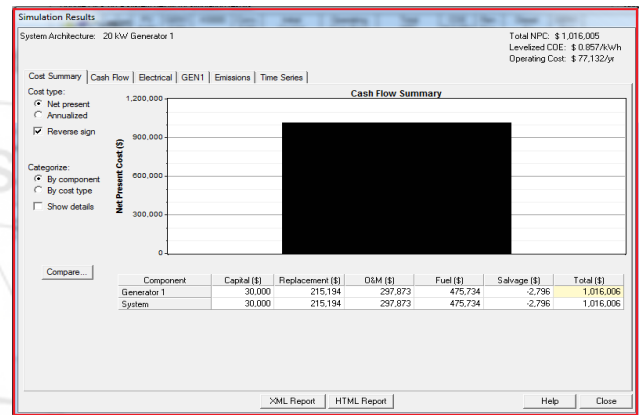 Simulation Results
System Architecture: 20 kW Generator 1
Total NPC: $ 1,016,005
Levelized COE: $ 0.857/kWh
Operating Cost: $ 77,132/yr
Cost Summary Cash Flow Electrical GEN1 Emissions Time Series
Cost type:
Net present
Annualized
Reverse sign
Categorize:
By component
By cost type
Show details
Compare...
Cash Flow Summary
Net Present Cost ($)
1,200,000
900,000
600,000
300,000
0
Component Capital ($) Replacement ($) O&M ($) Fuel ($) Salvage ($) Total ($)
Generator 1 30,000 215,194 297,873 475,734 -2,796 1,016,006
System 30,000 215,194 297,873 475,734 -2,796 1,016,006
XML Report HTML Report Help Close